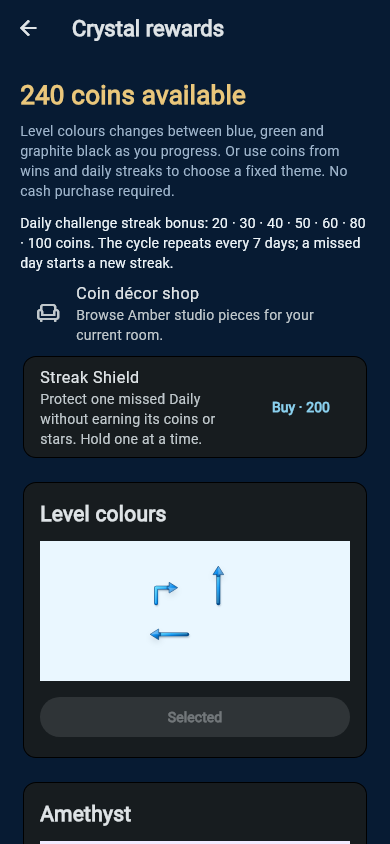 Crystal rewards
240 coins available
Level colours changes between blue, green and
graphite black as you progress. Or use coins from
wins and daily streaks to choose a fixed theme. No
cash purchase required.
Daily challenge streak bonus: 20 · 30 · 40 · 50 · 60 · 80
· 100 coins. The cycle repeats every 7 days; a missed
day starts a new streak.
Coin décor shop
Browse Amber studio pieces for your
current room.
Streak Shield
Protect one missed Daily
without earning its coins or
stars. Hold one at a time.
Buy · 200
Level colours
Selected
Amethyst